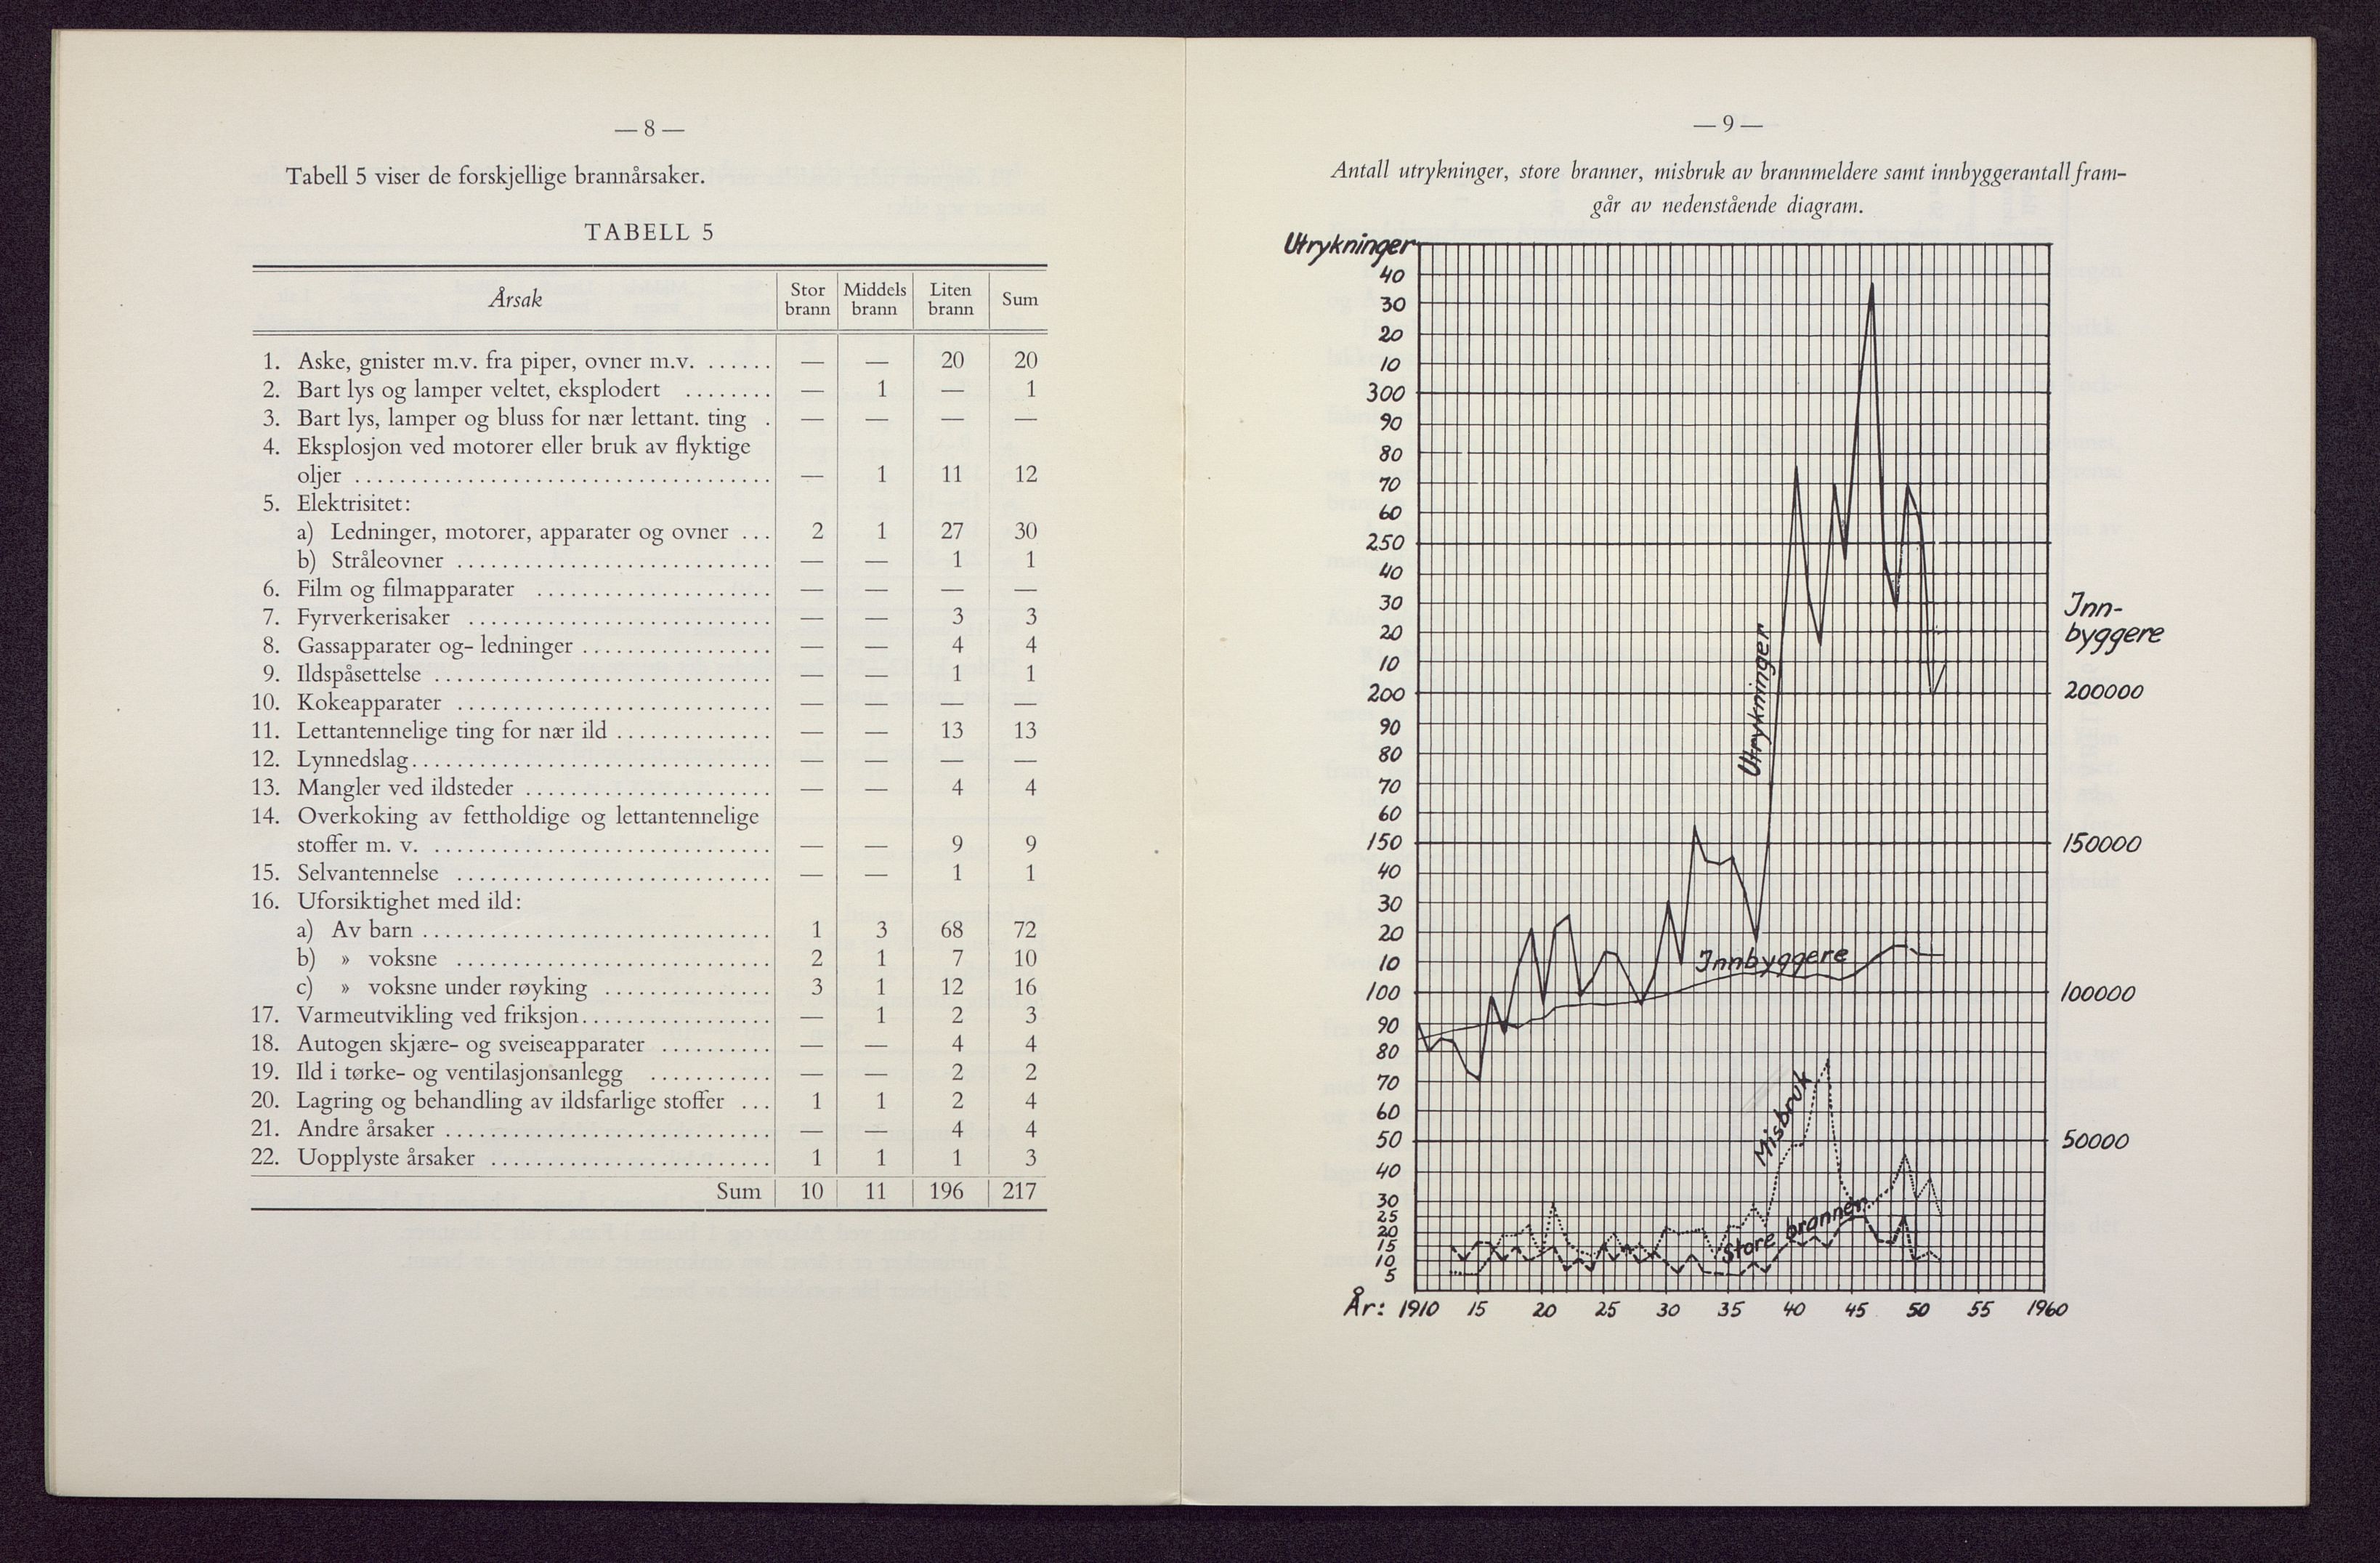 — 8 —
Tabell 5 viser de forskjellige brannårsaker.
TABELL 5
Årsak | Stor brann | Middels brann | Liten brann | Sum
1. Aske, gnister m.v. fra piper, ovner m.v. ...... — — 20 20
2. Bart lys og lamper veltet, eksplodert ........ — 1 — 1
3. Bart lys, lamper og bluss for nær lettant. ting . — — — —
4. Eksplosjon ved motorer eller bruk av flyktige
oljer .................................... — 1 11 12
5. Elektrisitet:
a) Ledninger, motorer, apparater og ovner ... 2 1 27 30
b) Stråleovner ........................... — — 1 1
6. Film og filmapparater .................... — — — —
7. Fyrverkerisaker .......................... — — 3 3
8. Gassapparater og- ledninger ................ — — 4 4
9. Ildspåsettelse ............................. — — 1 1
10. Kokeapparater ........................... — — — —
11. Lettantennelige ting for nær ild .............. — — 13 13
12. Lynnedslag............................... — — — —
13. Mangler ved ildsteder ..................... — — 4 4
14. Overkoking av fettholdige og lettantennelige
stoffer m. v. ............................. — — 9 9
15. Selvantennelse ........................... — — 1 1
16. Uforsiktighet med ild:
a) Av barn .............................. 1 3 68 72
b) » voksne ........................... 2 1 7 10
c) » voksne under røyking ............... 3 1 12 16
17. Varmeutvikling ved friksjon................ — 1 2 3
18. Autogen skjære- og sveiseapparater .......... — — 4 4
19. Ild i tørke- og ventilasjonsanlegg ........... — — 2 2
20. Lagring og behandling av ildsfarlige stoffer ... 1 1 2 4
21. Andre årsaker ............................ — — 4 4
22. Uopplyste årsaker ........................ 1 1 1 3
Sum 10 11 196 217
— 9 —
Antall utrykninger, store branner, misbruk av brannmeldere samt innbyggerantall fram-
går av nedenstående diagram.
Utrykninger
40
30
20
10
300
90
80
70
60
250
40
30
20
10
200
90
80
70
60
150
40
30
20
10
100
90
80
70
60
50
40
30
25
20
15
10
5
Inn-
byggere
200000
150000
100000
50000
Utrykninger
Innbyggere
Misbruk
Store branner
År: 1910 15 20 25 30 35 40 45 50 55 1960